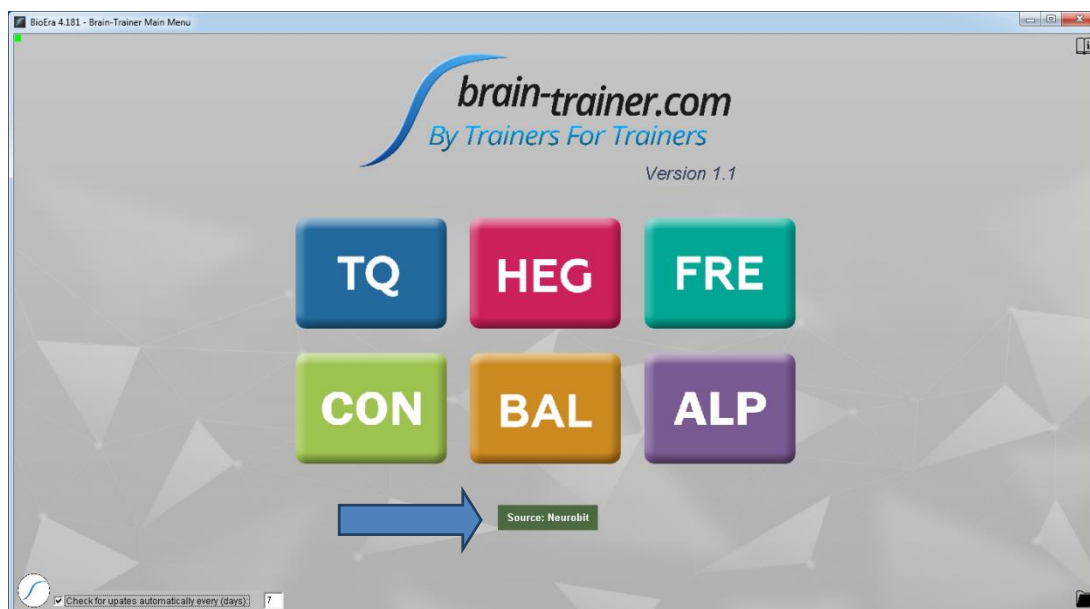 BioEra 4.181 - Brain-Trainer Main Menu
brain-trainer.com
By Trainers For Trainers
Version 1.1
TQ HEG FRE
CON BAL ALP
Source: Neurobit
Check for upates automatically every (days): 7